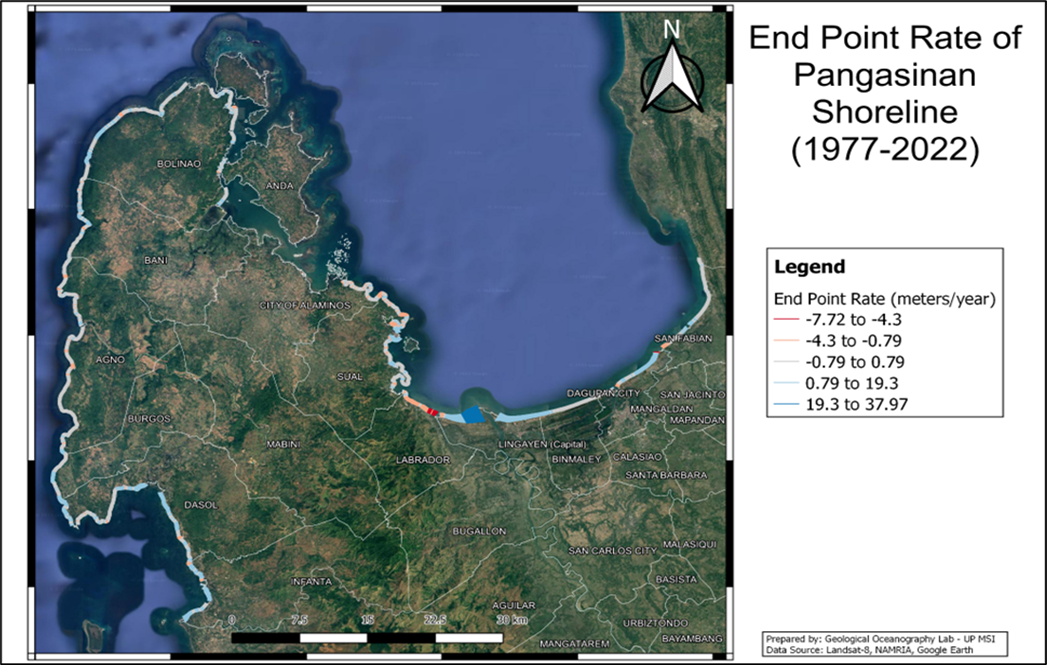 End Point Rate of
Pangasinan
Shoreline
(1977-2022)
N
BOLINAO
ANDA
BANI
CITY OF ALAMINOS
SAN FABIAN
AGNO
SUAL
DAGUPAN CITY
SAN JACINTO
MANGALDAN
MAPANDAN
BURGOS
MABINI
LINGAYEN (Capital)
LABRADOR
BINMALEY
CALASIAO
SANTA BARBARA
DASOL
BUGALLON
MALASIQUI
SAN CARLOS CITY
INFANTA
BASISTA
AGUILAR
URBIZTONDO
BAYAMBANG
MANGATAREM
0 7.5 15 22.5 30 km
Legend
End Point Rate (meters/year)
-7.72 to -4.3
-4.3 to -0.79
-0.79 to 0.79
0.79 to 19.3
19.3 to 37.97
Prepared by: Geological Oceanography Lab - UP MSI
Data Source: Landsat-8, NAMRIA, Google Earth